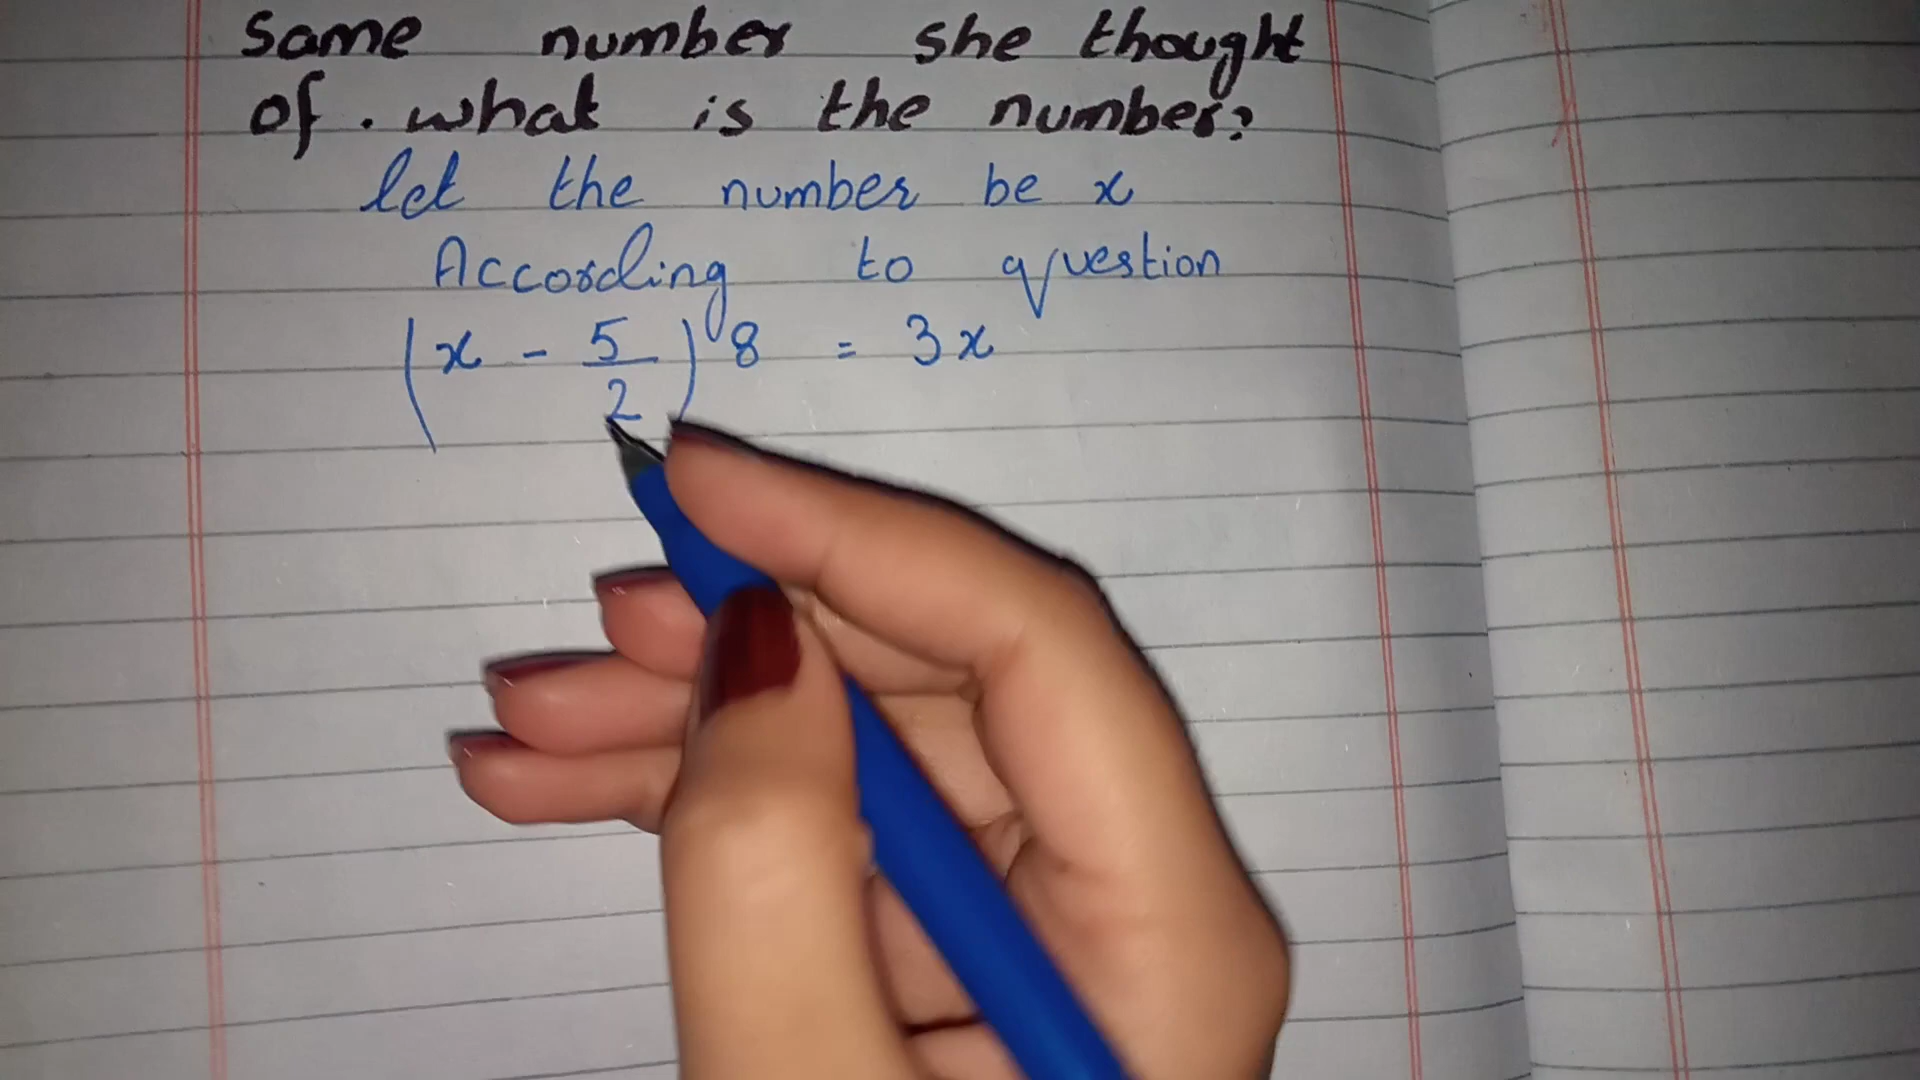 Same number she thought
of. what is the number?
let the number be x
According to question
(x - 5/2) 8 = 3x